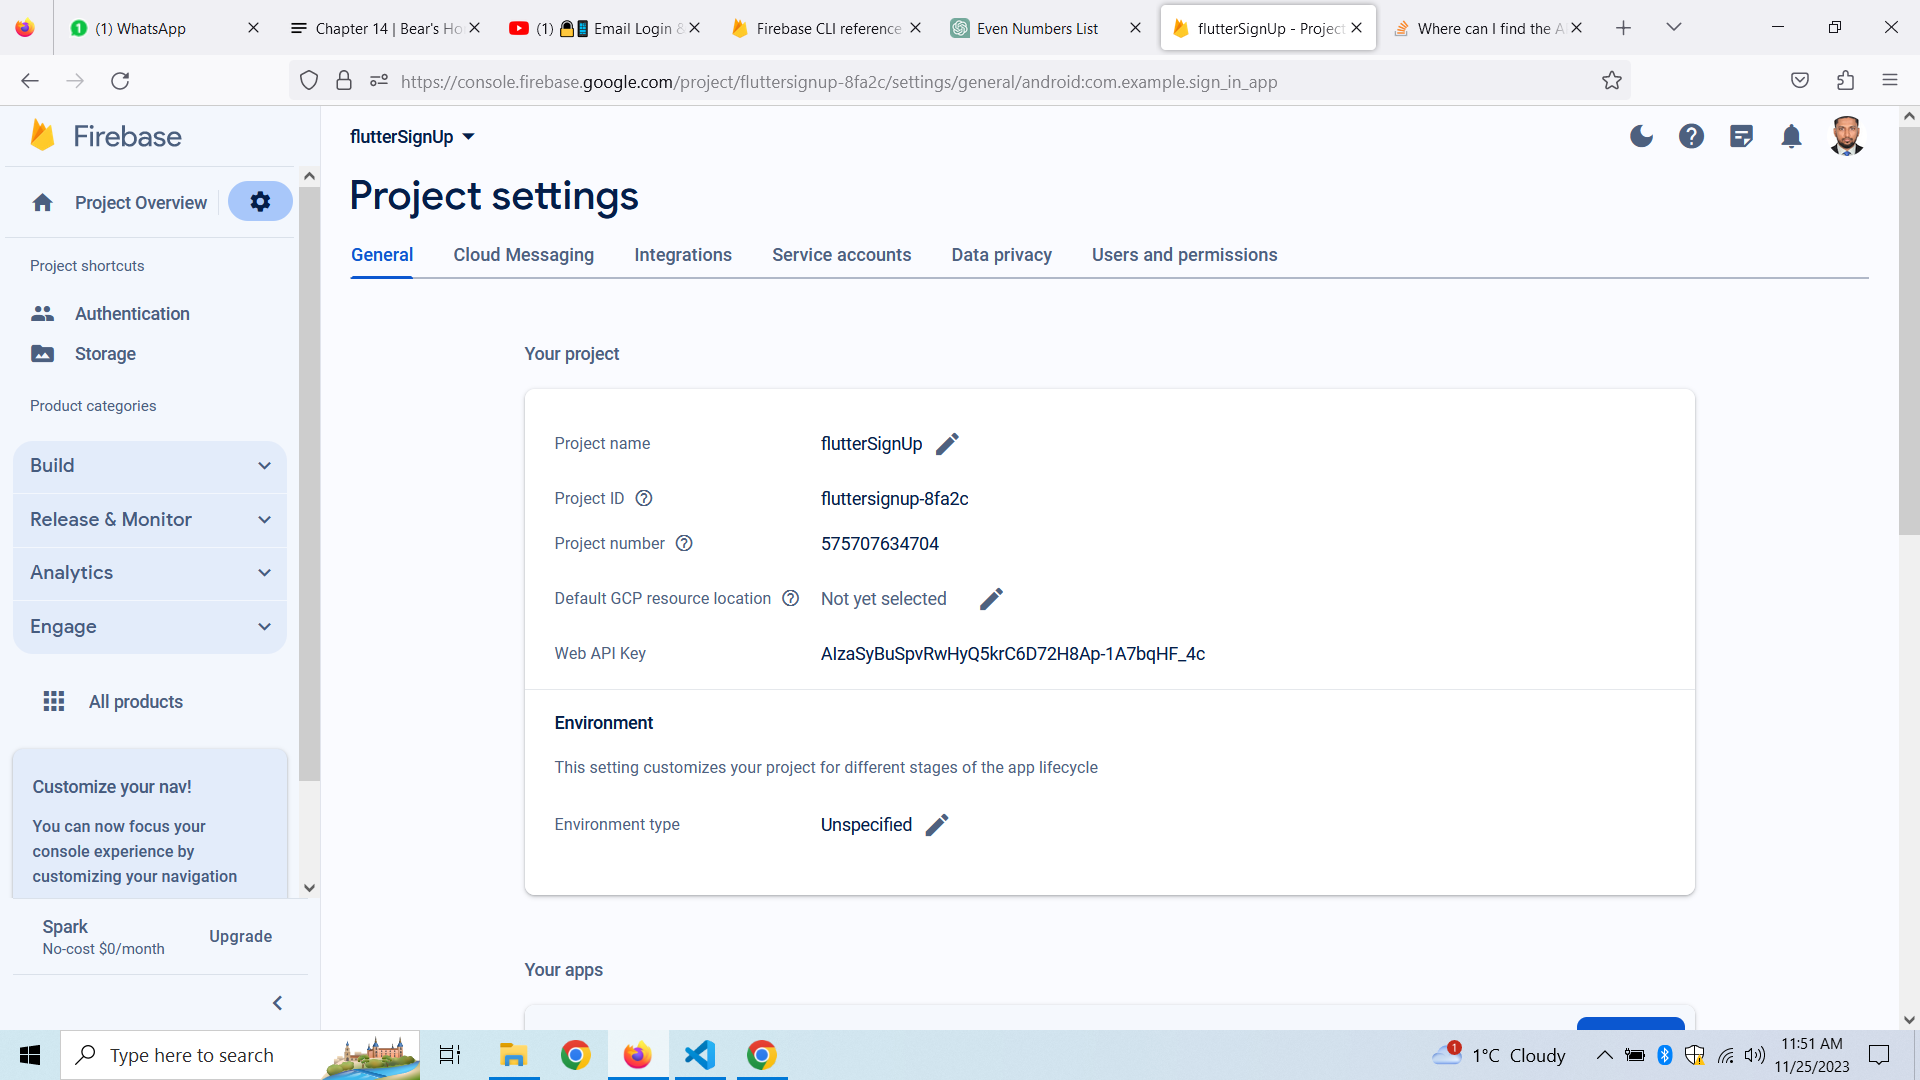 (1) WhatsApp
Chapter 14 | Bear's Ho
(1) Email Login &
Firebase CLI reference
Even Numbers List
flutterSignUp - Project
Where can I find the A
https://console.firebase.google.com/project/fluttersignup-8fa2c/settings/general/android:com.example.sign_in_app
Firebase
flutterSignUp
Project settings
Project Overview
General
Cloud Messaging
Integrations
Service accounts
Data privacy
Users and permissions
Project shortcuts
Authentication
Storage
Product categories
Build
Release & Monitor
Analytics
Engage
All products
Customize your nav!
You can now focus your
console experience by
customizing your navigation
Spark
No-cost $0/month
Upgrade
Your project
Project name
flutterSignUp
Project ID
fluttersignup-8fa2c
Project number
575707634704
Default GCP resource location
Not yet selected
Web API Key
AIzaSyBuSpvRwHyQ5krC6D72H8Ap-1A7bqHF_4c
Environment
This setting customizes your project for different stages of the app lifecycle
Environment type
Unspecified
Your apps
Type here to search
1
1°C Cloudy
11:51 AM
11/25/2023